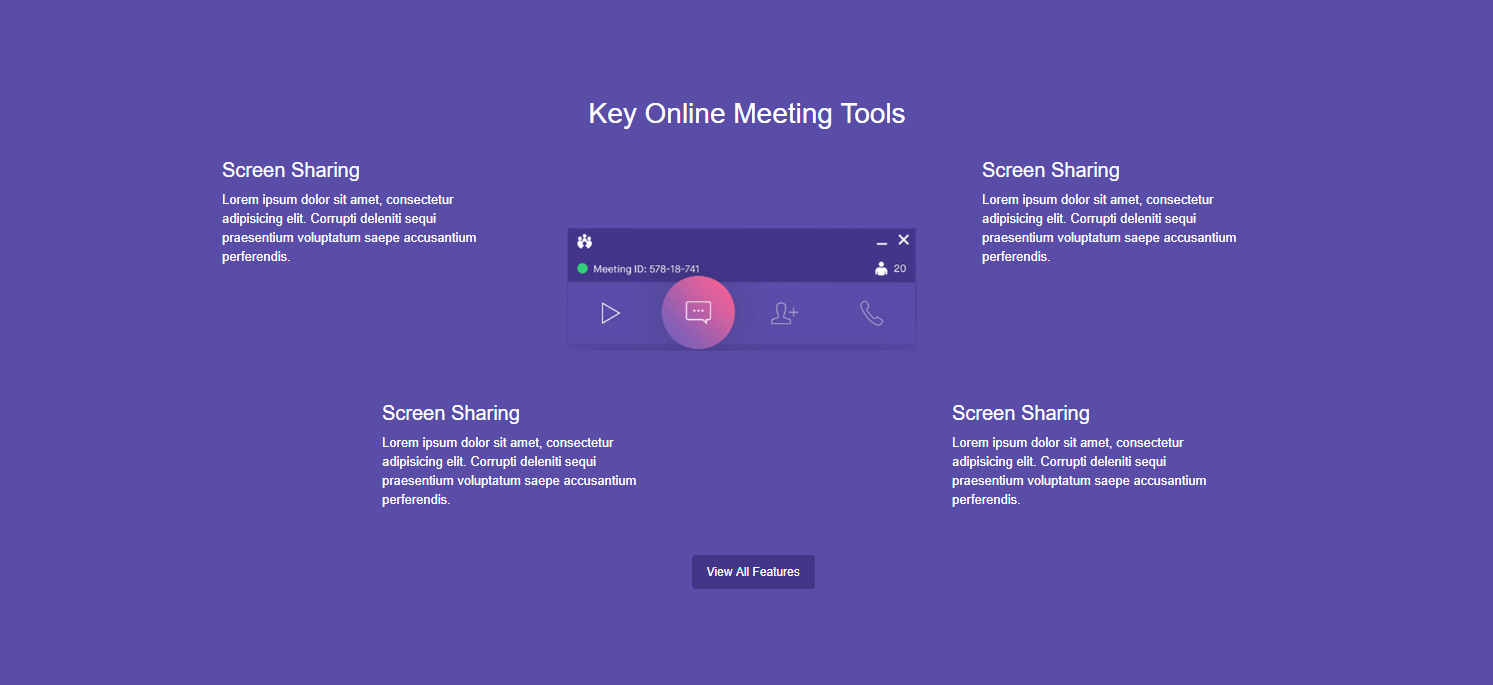 Key Online Meeting Tools
Screen Sharing
Lorem ipsum dolor sit amet, consectetur
adipisicing elit. Corrupti deleniti sequi
praesentium voluptatum saepe accusantium
perferendis.
Meeting ID: 578-18-741
20
Screen Sharing
Lorem ipsum dolor sit amet, consectetur
adipisicing elit. Corrupti deleniti sequi
praesentium voluptatum saepe accusantium
perferendis.
Screen Sharing
Lorem ipsum dolor sit amet, consectetur
adipisicing elit. Corrupti deleniti sequi
praesentium voluptatum saepe accusantium
perferendis.
Screen Sharing
Lorem ipsum dolor sit amet, consectetur
adipisicing elit. Corrupti deleniti sequi
praesentium voluptatum saepe accusantium
perferendis.
View All Features